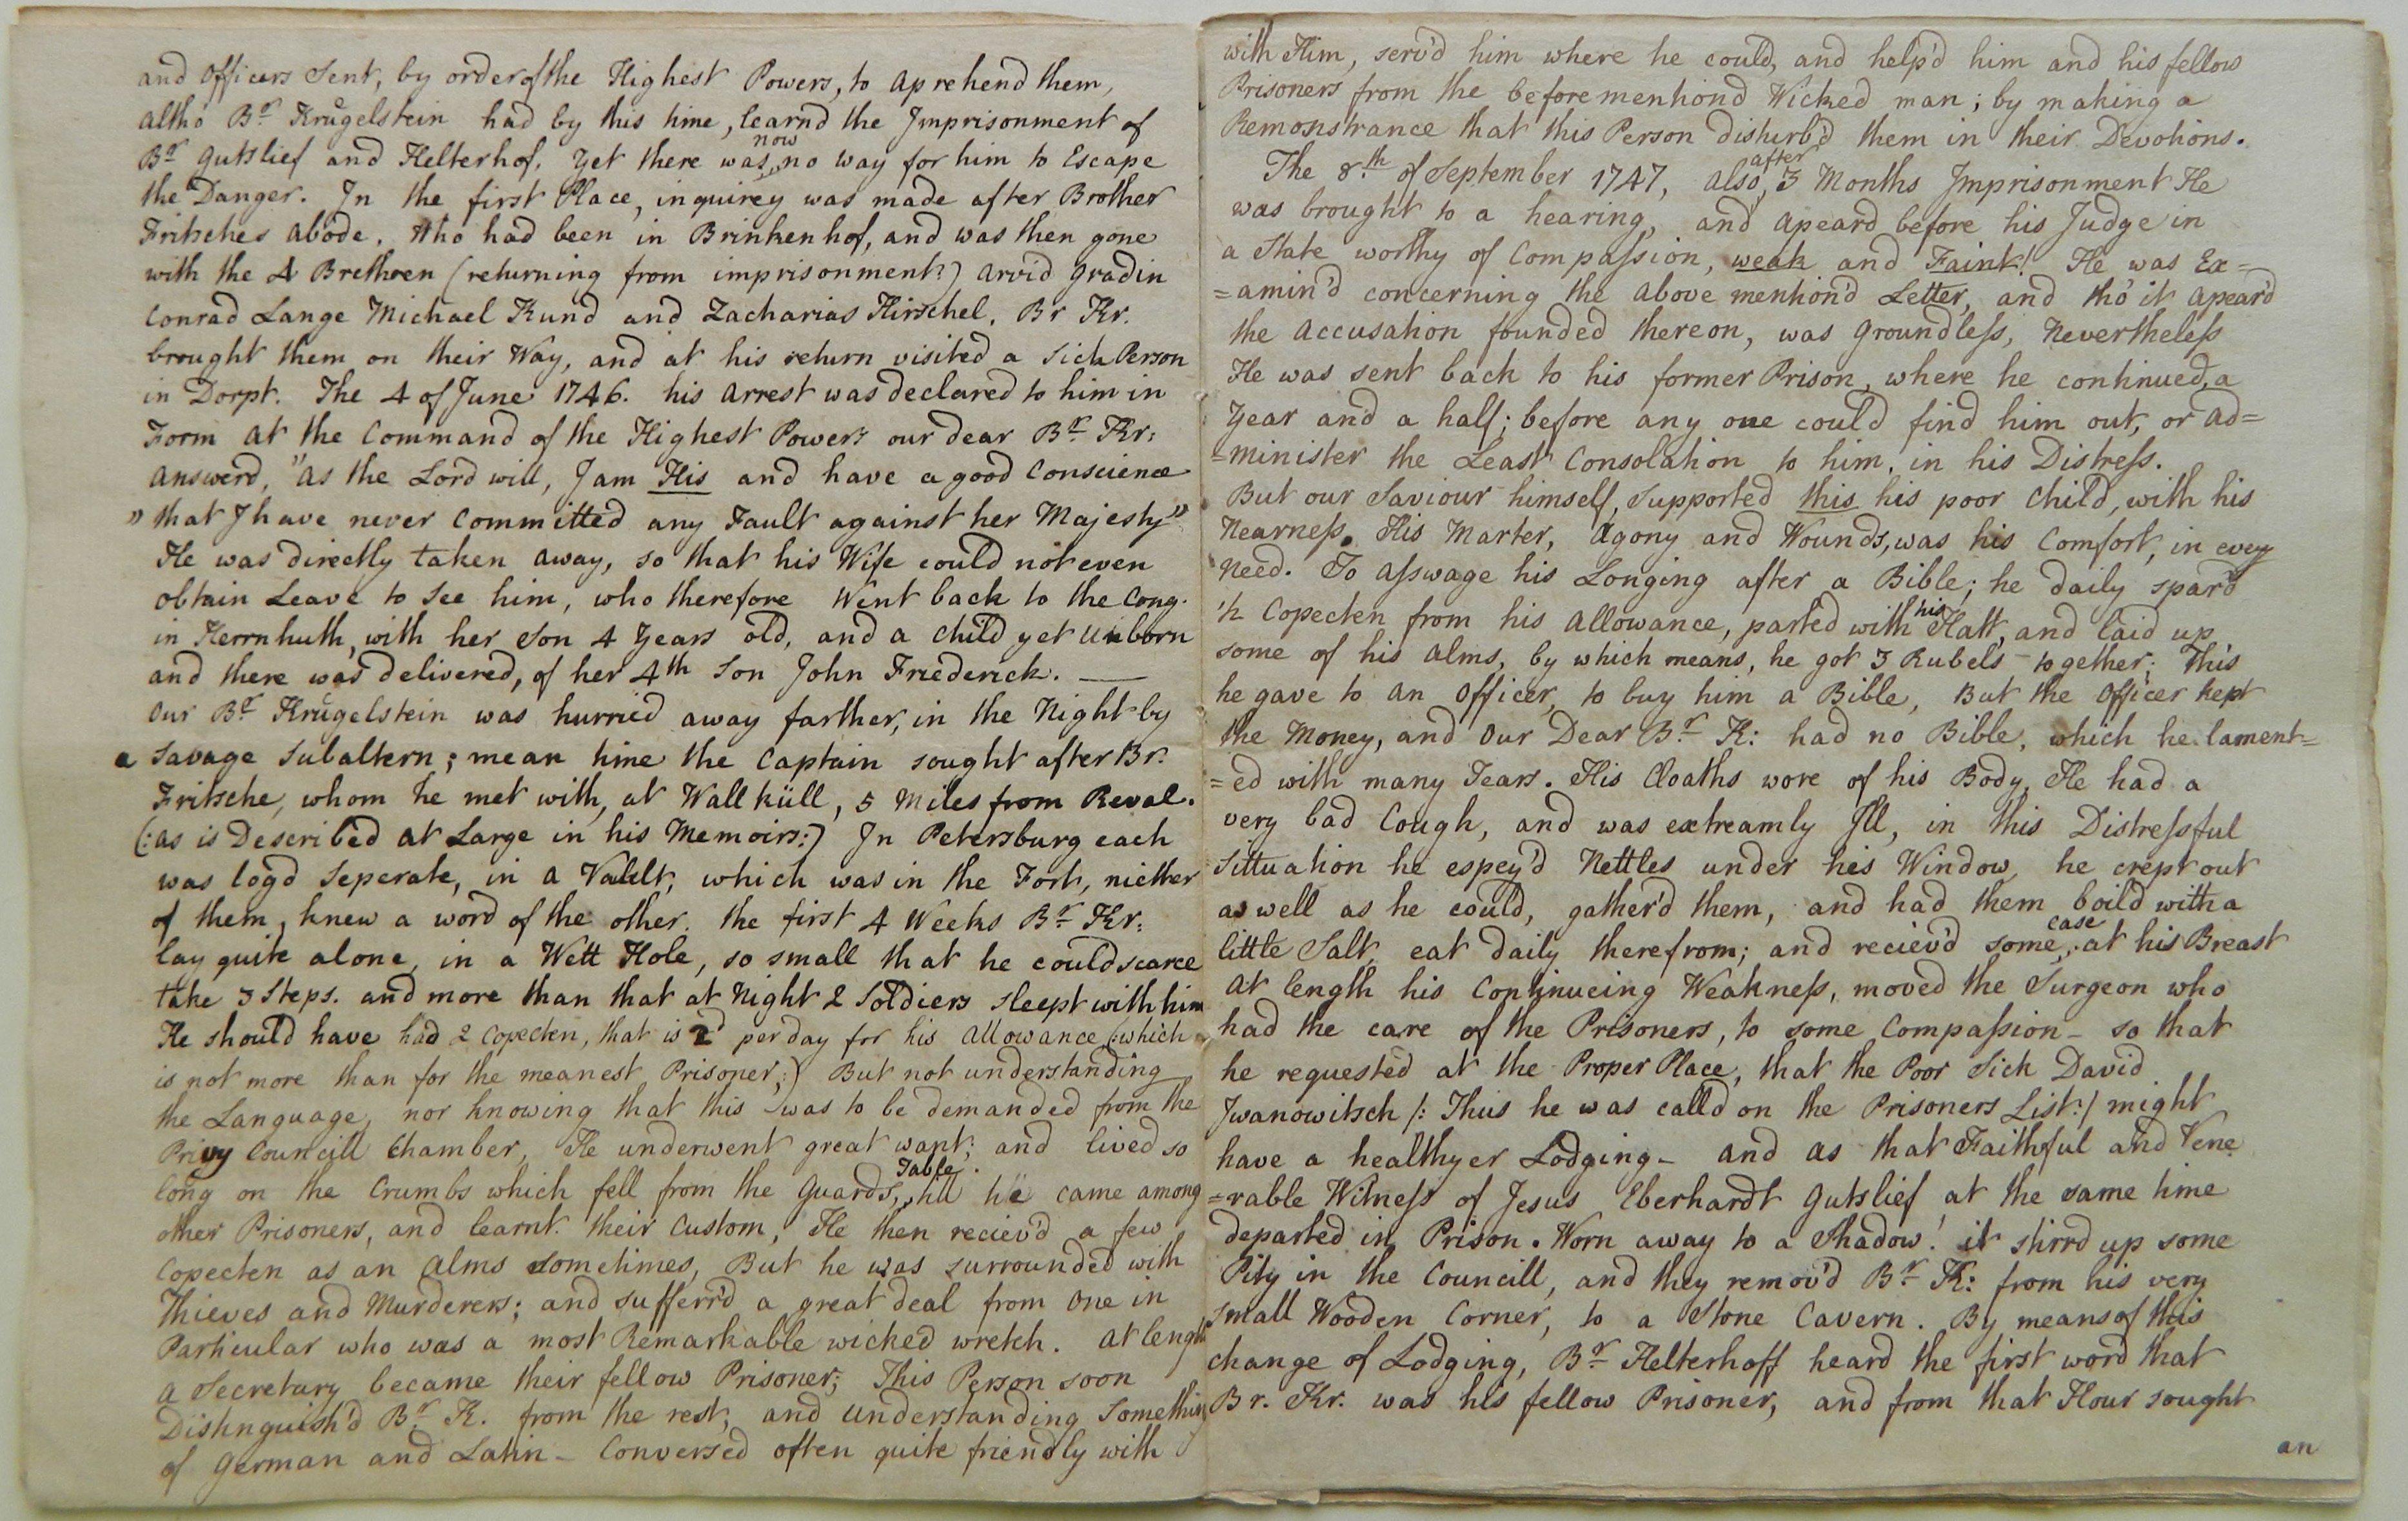 and Officers Sent, by order of the Highest Powers, to aprehend them,
altho Br. Krügelstein had by this time, learnd the Imprisonment of
Br. Gutslief and Helterhof. Yet there was now no way for him to Escape
the Danger. In the first Place, inquirey was made after Brother
Fritsches abode, Who had been in Brinkenhof, and was then gone
with the 4 Brethren (returning from imprisonment:) Arvid Gradin
Conrad Lange Michael Kund and Zacharias Hirschel. Br Kr.
brought them on their Way, and at his return visited a Sick Person
in Dorpt. The 4 of June 1746. his Arrest was declared to him in
Form at the Command of the Highest Powers our dear Br. Kr:
answerd, "as the Lord will, I am His and have a good Conscience
"that I have never Committed any Fault against her Majesty"
He was directly taken away, so that his Wife could not even
obtain Leave to See him, who therefore Went back to the Cong.
in Herrnhuth, with her Son 4 Years old, and a Child yet Unborn
and there was delivered, of her 4th Son John Friederick. —
Our Br. Krügelstein was hurried away farther, in the Night by
a Savage Subaltern; mean time the Captain sought after Br.
Fritsche, whom he met with, at Wallküll, 5 Miles from Reval.
(:as is Described at Large in his Memoirs:) In Petersburg each
was logd Seperate, in a Vault, which was in the Fort, niether
of them, knew a word of the other. the first 4 Weeks Br. Kr:
lay quite alone, in a Wett Hole, so small that he could scarce
take 3 Steps. and more than that at Night 2 Soldiers sleept with him
He should have had 2 Copecten, that is 2d per day for his Allowance (:which
is not more than for the meanest Prisoner;) But not understanding
the Language, nor knowing that this was to be demanded from the
Privy Councill Chamber, He underwent great want; and lived so
long on the Crumbs which fell from the Guards, Table. till he came among
other Prisoners, and learnt their Custom, He then reciev'd a few
Copecten as an Alms sometimes, But he was surrounded with
Thieves and Murderers; and sufferr'd a great deal from one in
Particular who was a most Remarkable wicked wretch. At length
a Secretary became their fellow Prisoner; This Person soon
Distinguish'd Br. K. from the rest, and Understanding Something
of German and Latin – Conversed often quite friendly with
with Him, serv'd him where he could, and help'd him and his fellow
Prisoners from the beforementiond Wicked man; by making a
Remonstrance that this Person disturb'd them in their Devotions.
The 8.th of September 1747, also, after 3 Months Imprisonment He
was brought to a hearing, and apeard before his Judge in
a State worthy of Compassion, weak and Faint! He was Ex=
=amin'd concerning the above mention'd Letter, and tho' it apear'd
the Accusation founded thereon, was Groundless, Nevertheless
He was sent back to his former Prison, where he continued, a
Year and a half; before any one could find him out, or ad=
=minister the Least Consolation to him, in his Distress.
But our Saviour himself, Supported this his poor Child, with his
Nearness. His Marter, Agony and Wounds, was his Comfort, in evey
need. To Asswage his Longing after a Bible; he daily spar'd
1/2 Copecten from his Allowance, parted with his Hatt, and laid up
some of his Alms, by which means, he got 3 Rubels together; This
he gave to an Officer, to buy him a Bible, But the Officer kept
the Money, and Our Dear Br. K: had no Bible, which he lament=
=ed with many Tears. His Cloaths wore of his Body, He had a
very bad Cough, and was extreamly Ill, in this Distressful
Sittuation he espey'd Nettles under his Window, he crept out
as well as he could, gather'd them, and had them boild with a
little Salt, eat daily therefrom; and reciev'd some ease at his Breast
At length his Continueing Weakness, moved the Surgeon who
had the care of the Prisoners, to some Compassion – so that
he requested at the Proper Place, that the Poor Sick David
Iwanowitsch /: Thus he was calld on the Prisoners List:/ might
have a healthyer Lodging – and as that Faithful and Vene
=rable Witness of Jesus Eberhardt Gutslief at the same time
departed in Prison. Worn away to a Shadow! it stirrd up some
Pity in the Councill, and they remov'd Br. K: from his very
small Wooden Corner, to a Stone Cavern. By means of this
change of Lodging, Br. Helterhoff heard the first word that
Br. Kr. was his fellow Prisoner, and from that Hour sought
an